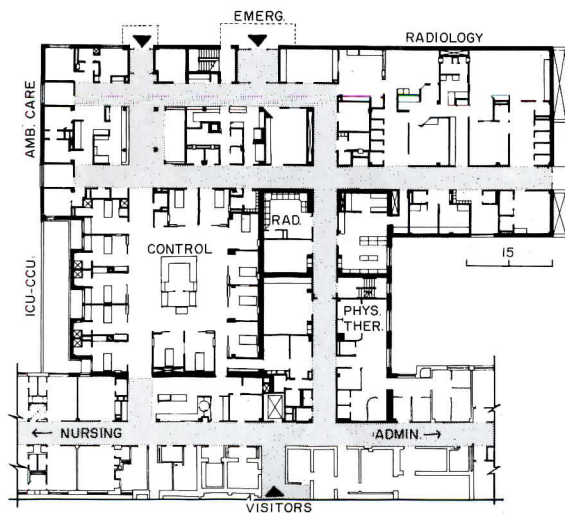 EMERG.
RADIOLOGY
AMB. CARE
RAD.
CONTROL
15
ICU-CCU.
PHYS.
THER.
← NURSING
ADMIN. →
VISITORS